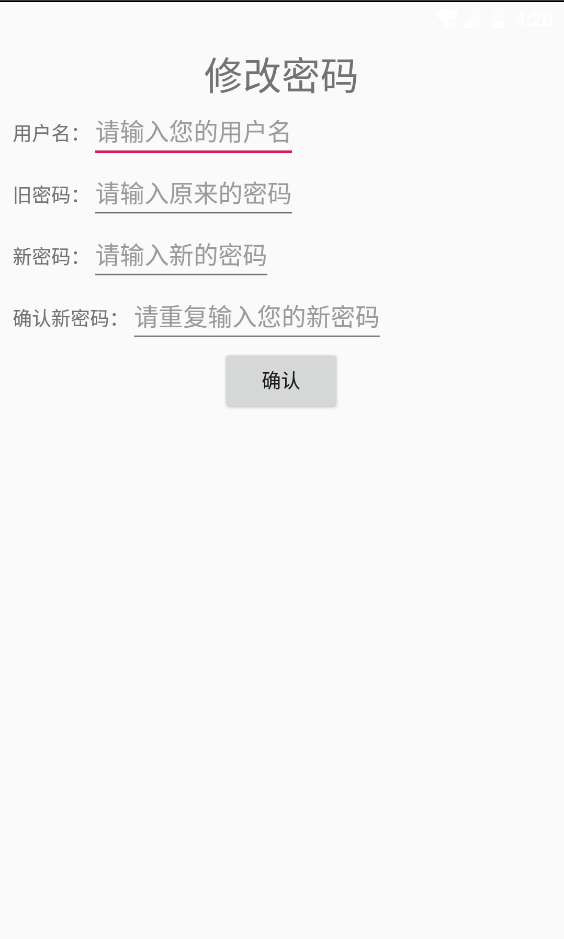 4:20
修改密码
用户名： 请输入您的用户名
旧密码： 请输入原来的密码
新密码： 请输入新的密码
确认新密码： 请重复输入您的新密码
确认